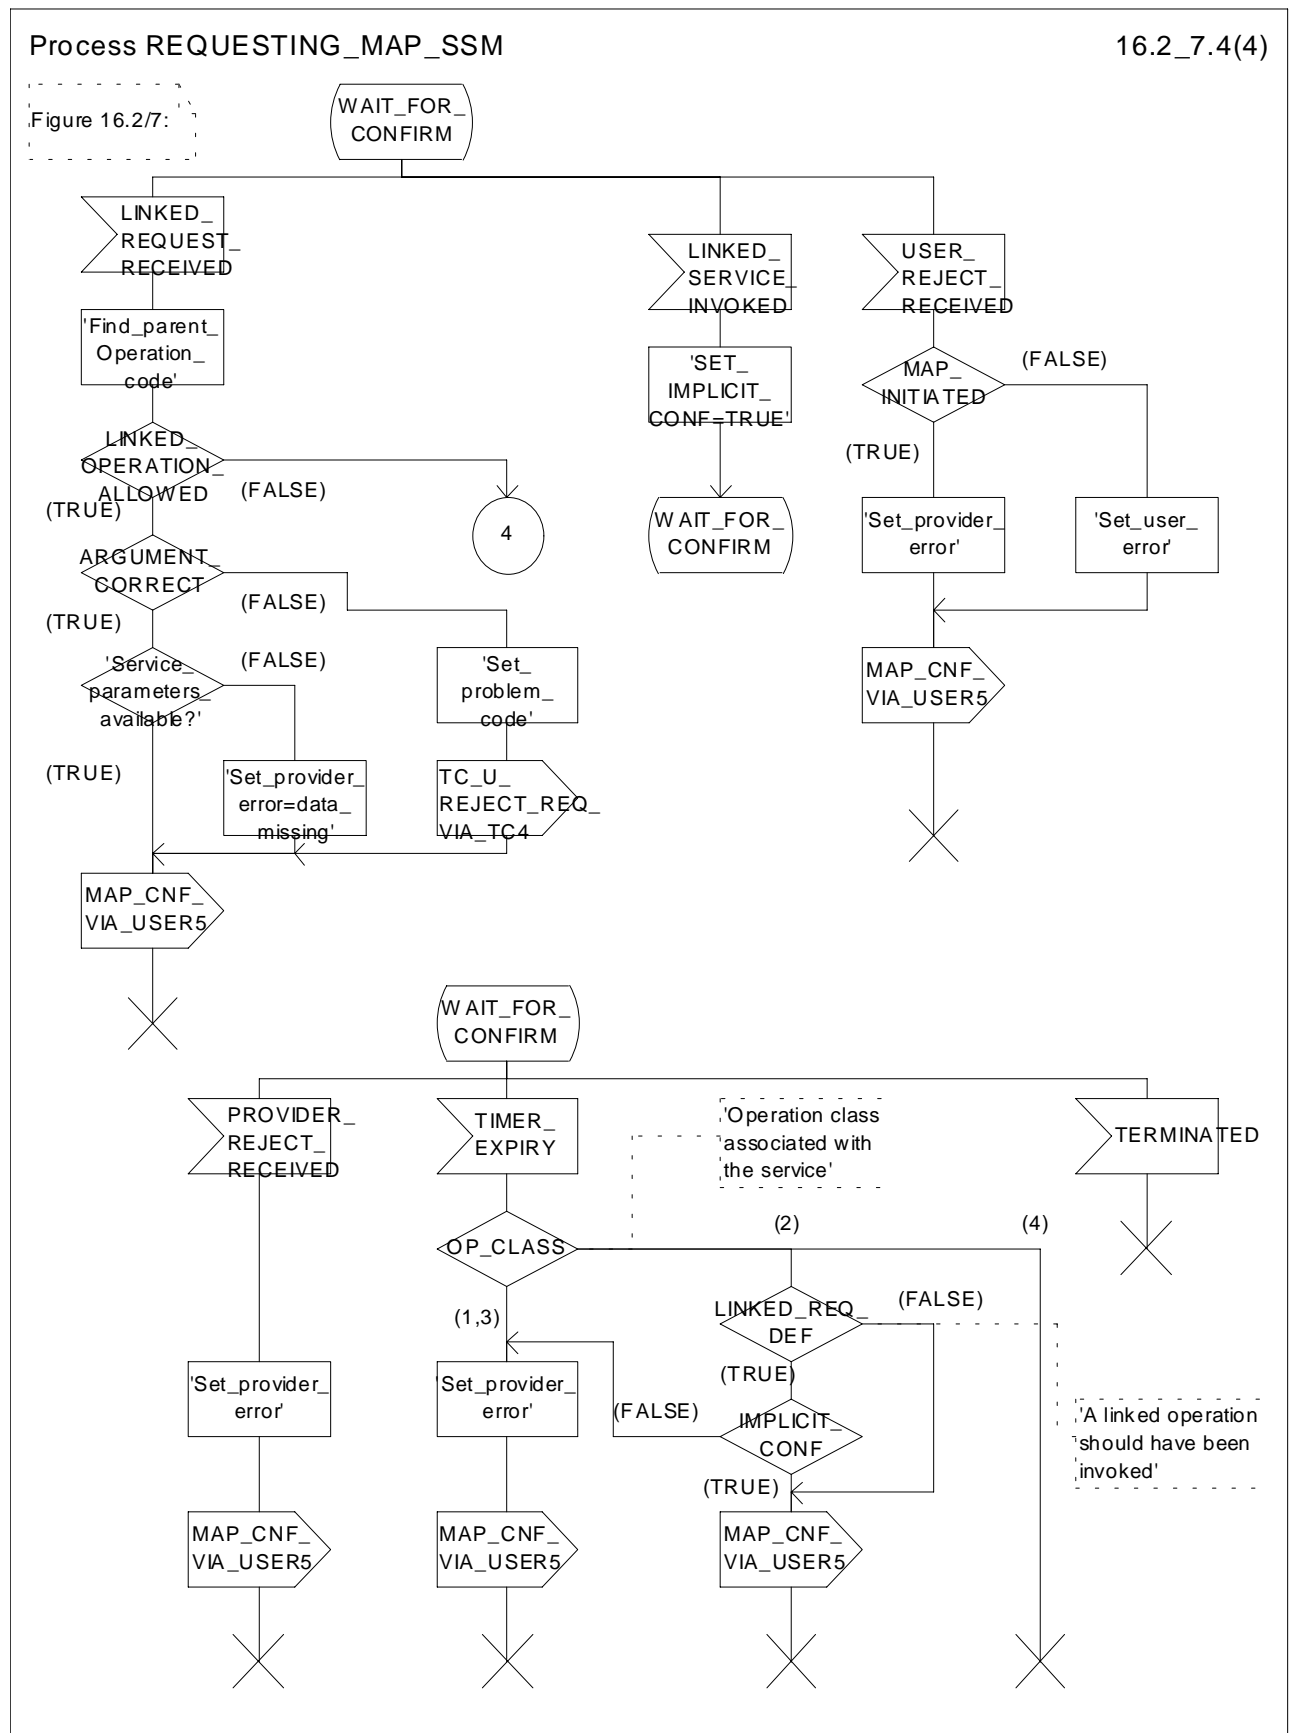 Process REQUESTING_MAP_SSM
16.2_7.4(4)
Figure 16.2/7:
WAIT_FOR_
CONFIRM
LINKED_
REQUEST_
RECEIVED
LINKED_
SERVICE_
INVOKED
USER_
REJECT_
RECEIVED
'Find_parent_
Operation_
code'
'SET_
IMPLICIT_
CONF=TRUE'
MAP_
INITIATED
(FALSE)
(TRUE)
LINKED_
OPERATION_
ALLOWED
(FALSE)
(TRUE)
4
WAIT_FOR_
CONFIRM
'Set_provider_
error'
'Set_user_
error'
ARGUMENT_
CORRECT
(FALSE)
(TRUE)
'Service_
parameters_
available?'
(FALSE)
(TRUE)
'Set_
problem_
code'
MAP_CNF_
VIA_USER5
'Set_provider_
error=data_
missing'
TC_U_
REJECT_REQ_
VIA_TC4
MAP_CNF_
VIA_USER5
WAIT_FOR_
CONFIRM
PROVIDER_
REJECT_
RECEIVED
TIMER_
EXPIRY
'Operation class
associated with
the service'
TERMINATED
OP_CLASS
(2)
(4)
(1,3)
LINKED_REQ_
DEF
(FALSE)
(TRUE)
'Set_provider_
error'
'Set_provider_
error'
(FALSE)
IMPLICIT_
CONF
(TRUE)
'A linked operation
should have been
invoked'
MAP_CNF_
VIA_USER5
MAP_CNF_
VIA_USER5
MAP_CNF_
VIA_USER5